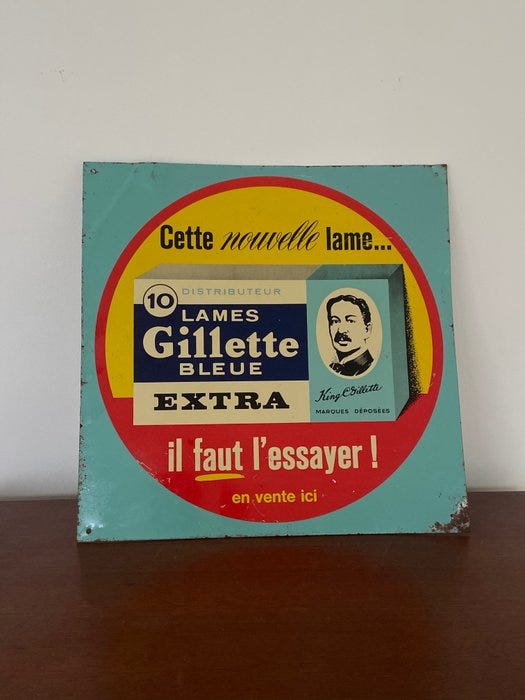 Cette nouvelle lame...
10 DISTRIBUTEUR
LAMES
Gillette
BLEUE
EXTRA
King C Gillette
MARQUES DÉPOSÉES
il faut l'essayer !
en vente ici